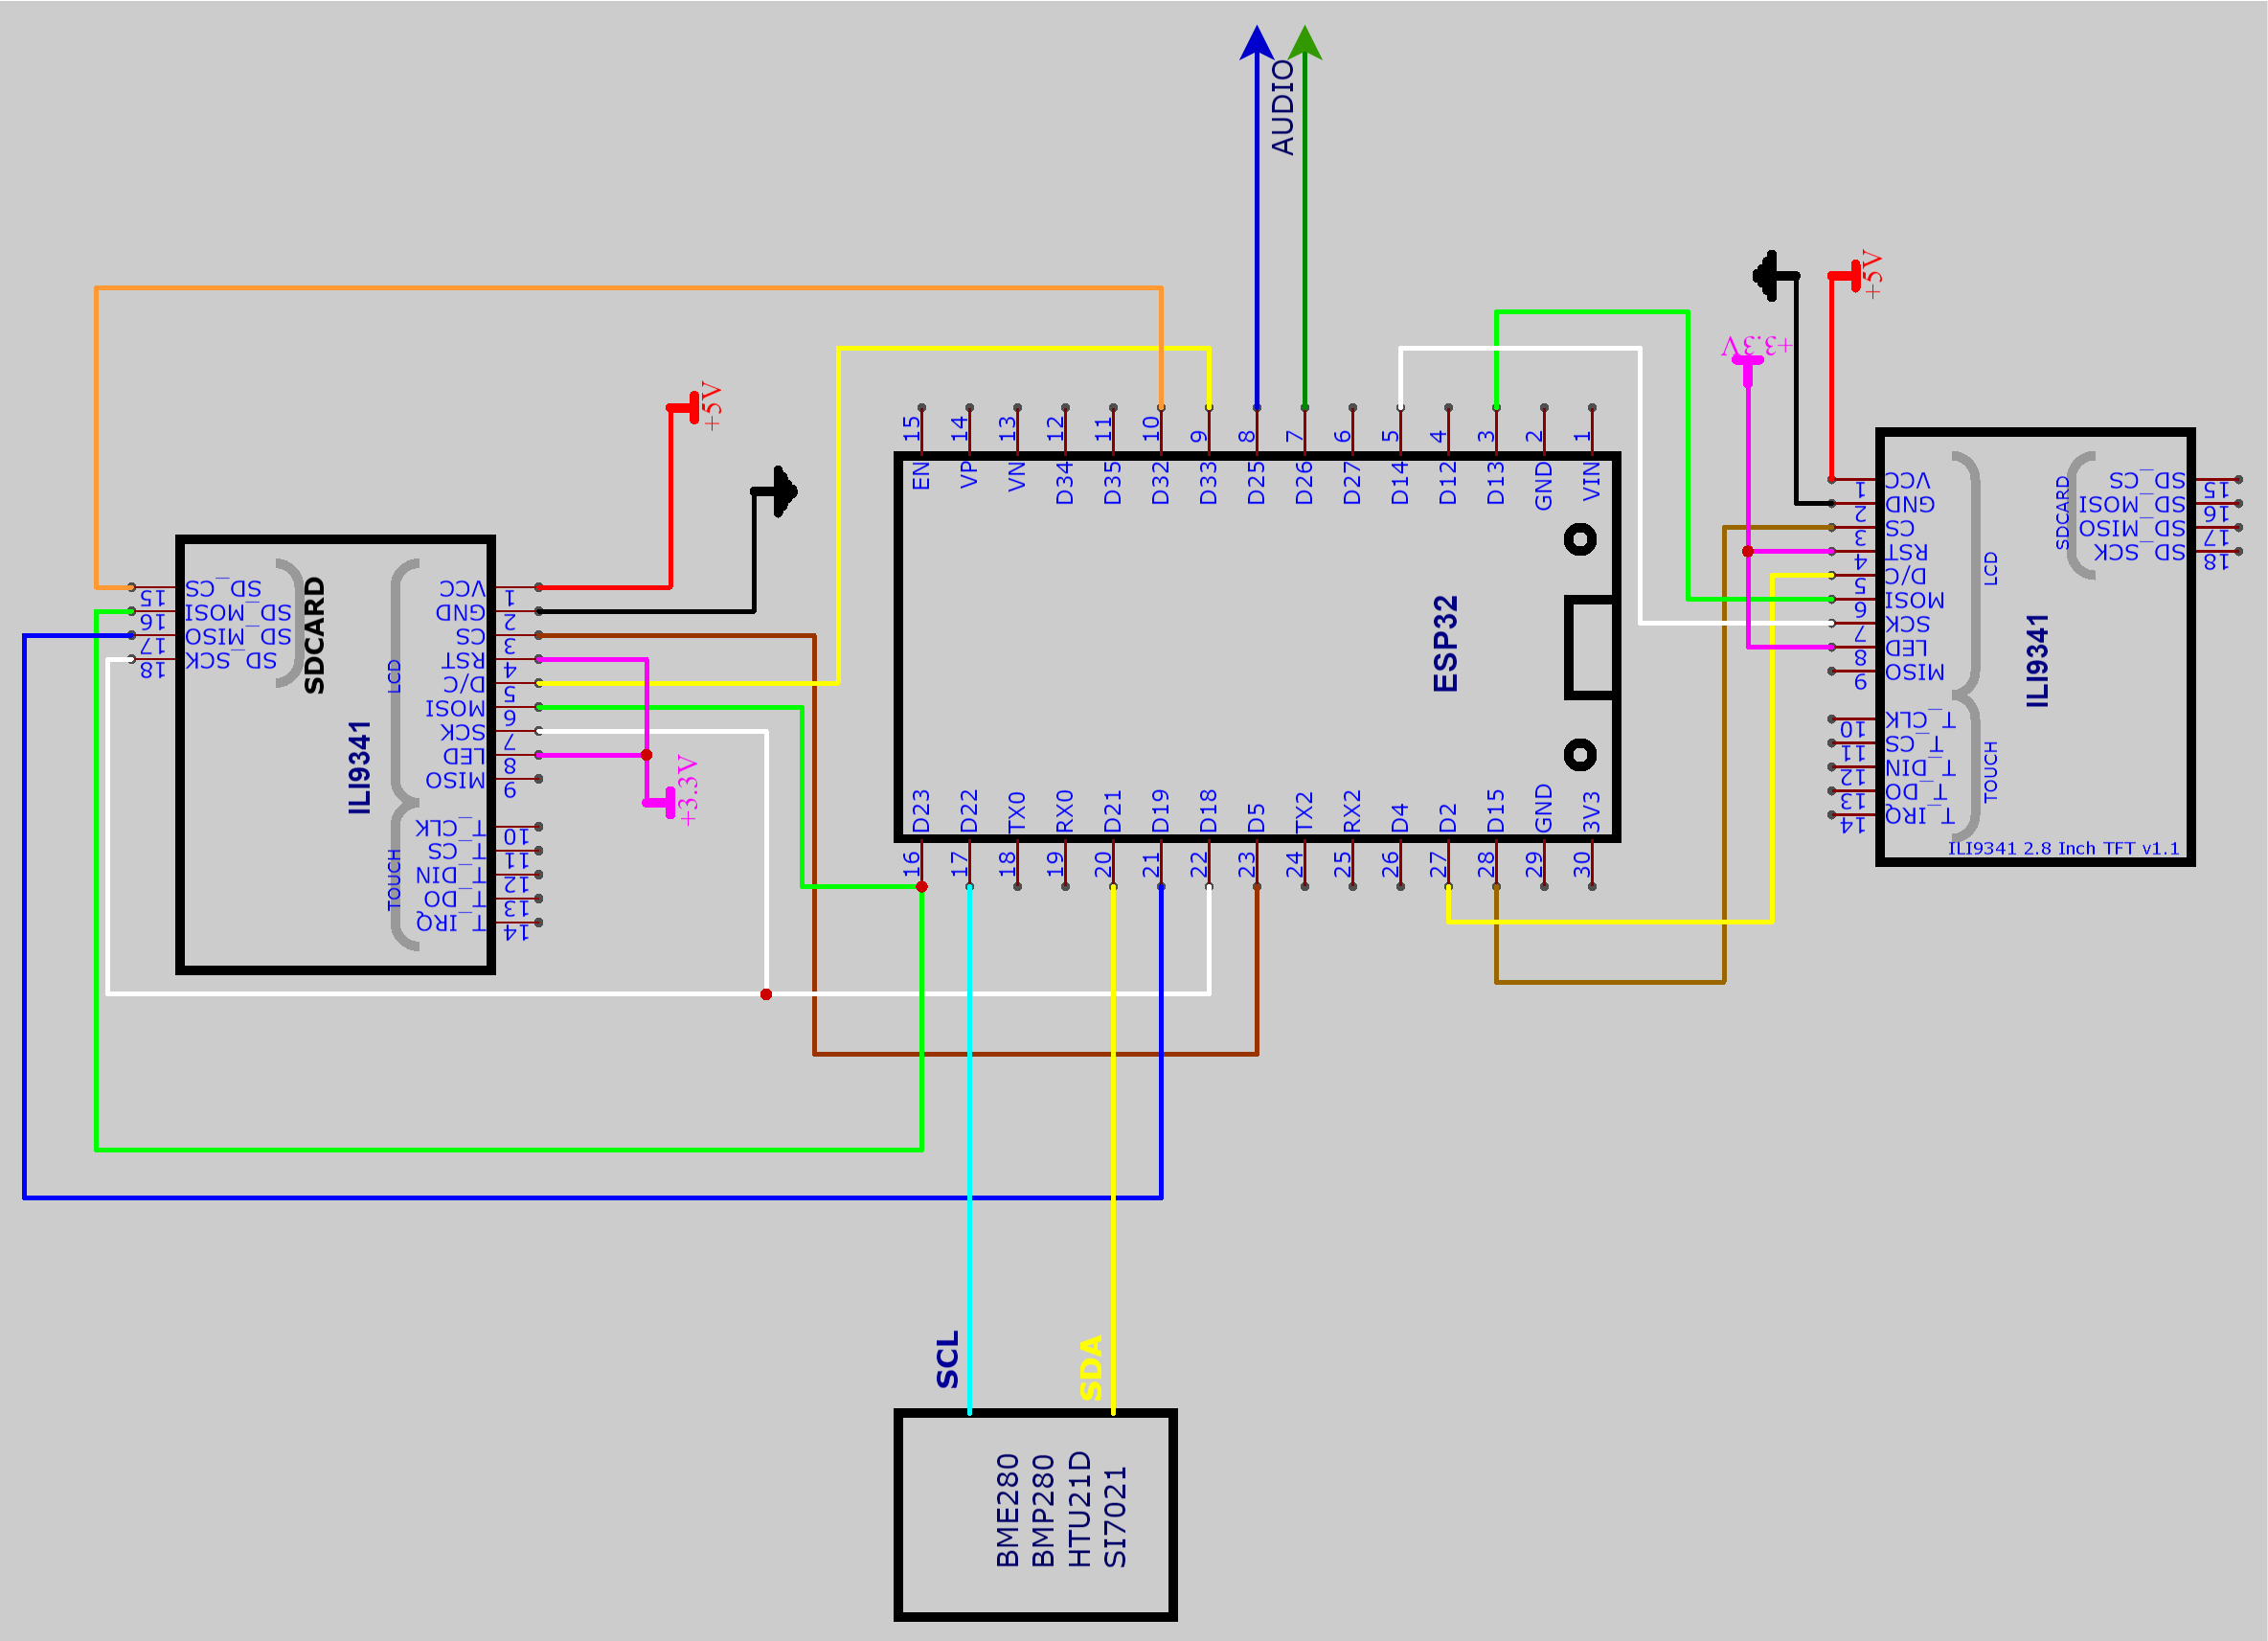 AUDIO
+5V
+5V
+3.3V
15
14
13
12
11
10
9
8
7
6
5
4
3
2
1
EN
VP
VN
D34
D35
D32
D33
D25
D26
D27
D14
D12
D13
GND
VIN
ESP32
D23
D22
TX0
RX0
D21
D19
D18
D5
TX2
RX2
D4
D2
D15
GND
3V3
16
17
18
19
20
21
22
23
24
25
26
27
28
29
30
SD_CS
SD_MOSI
SD_MISO
SD_SCK
15
16
17
18
SDCARD
ILI9341
LCD
TOUCH
VCC
GND
CS
RST
D/C
MOSI
SCK
LED
MISO
T_CLK
T_CS
T_DIN
T_DO
T_IRQ
1
2
3
4
5
6
7
8
9
10
11
12
13
14
+3.3V
VCC
GND
CS
RST
D/C
MOSI
SCK
LED
MISO
T_CLK
T_CS
T_DIN
T_DO
T_IRQ
1
2
3
4
5
6
7
8
9
10
11
12
13
14
LCD
TOUCH
SDCARD
SD_CS
SD_MOSI
SD_MISO
SD_SCK
15
16
17
18
ILI9341
ILI9341 2.8 Inch TFT v1.1
SCL
SDA
BME280
BMP280
HTU21D
SI7021